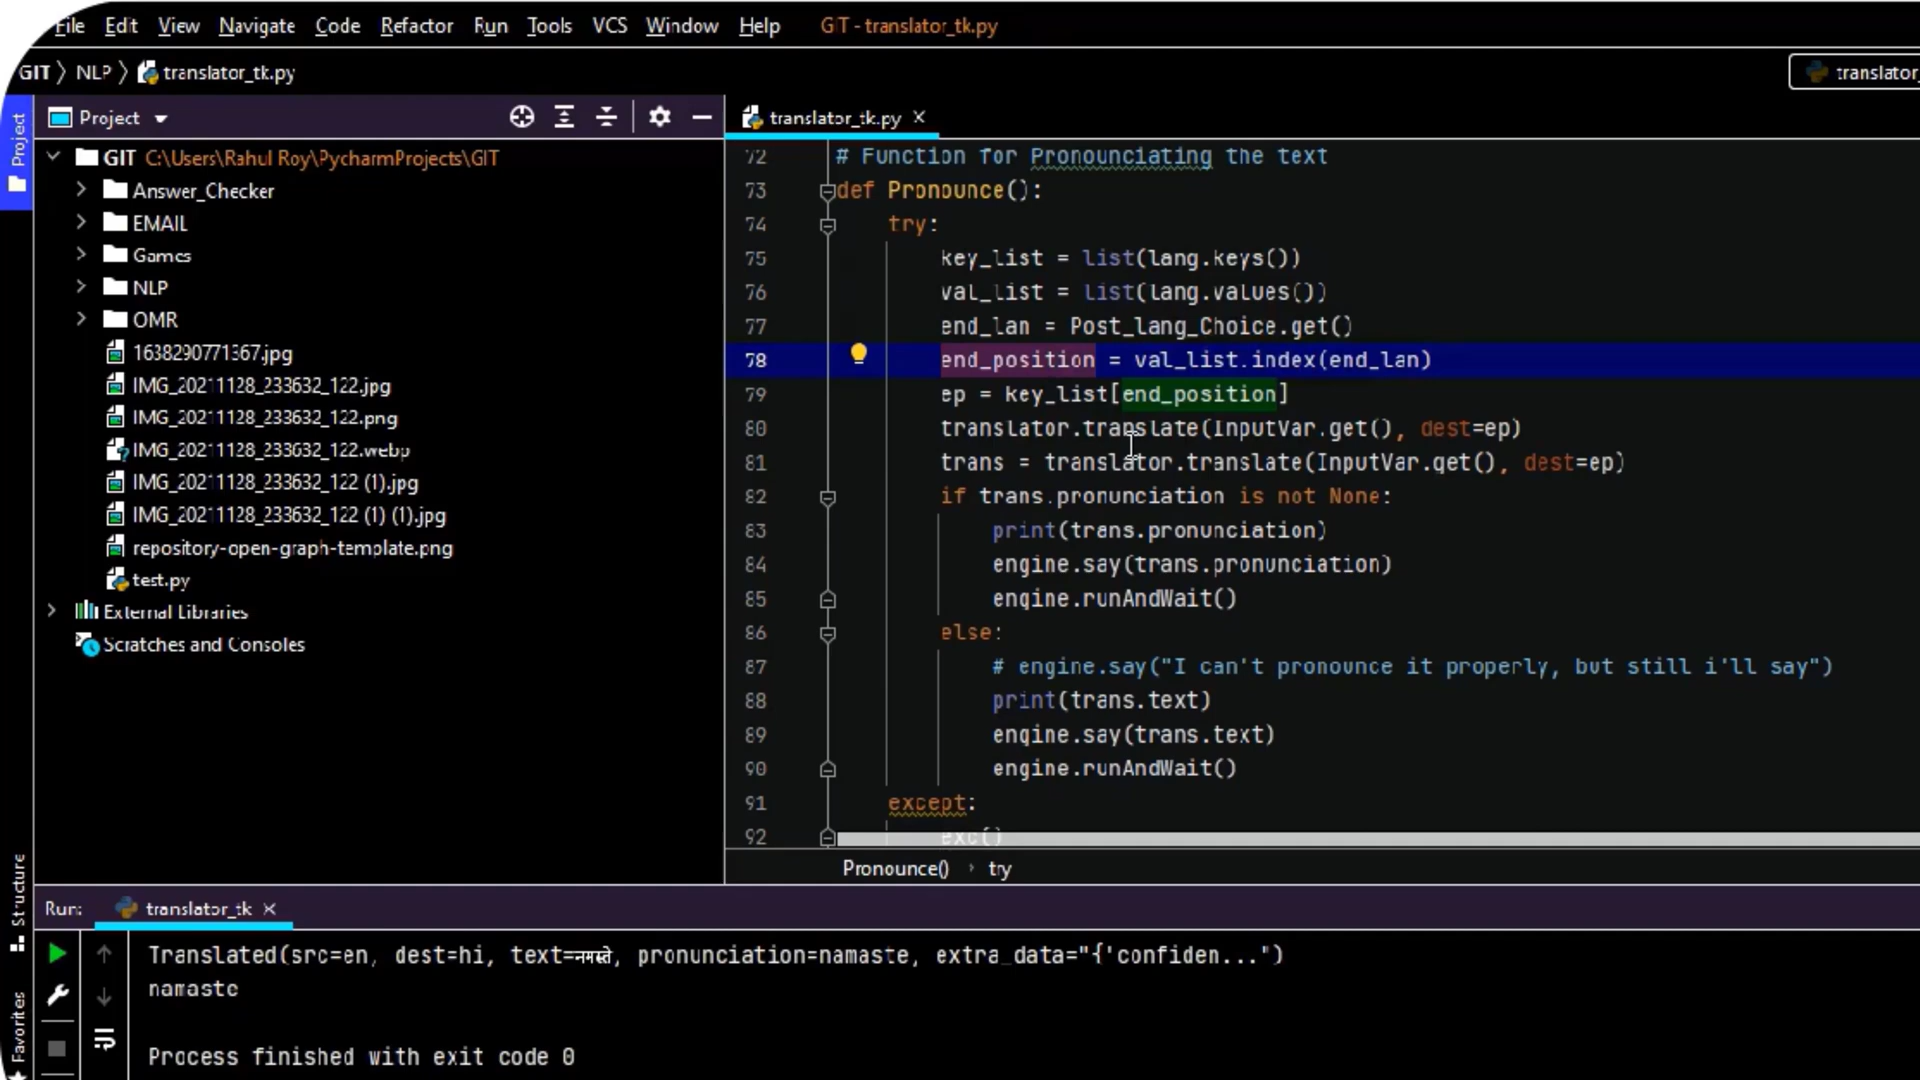 File Edit View Navigate Code Refactor Run Tools VCS Window Help GIT - translator_tk.py
GIT NLP translator_tk.py
translator_
Project
Project
translator_tk.py
GIT C:\Users\Rahul Roy\PycharmProjects\GIT
Answer_Checker
EMAIL
Games
NLP
OMR
1638290771367.jpg
IMG_20211128_233632_122.jpg
IMG_20211128_233632_122.png
IMG_20211128_233632_122.webp
IMG_20211128_233632_122 (1).jpg
IMG_20211128_233632_122 (1) (1).jpg
repository-open-graph-template.png
test.py
External Libraries
Scratches and Consoles
72 # Function for Pronounciating the text
73 def Pronounce():
74 try:
75 key_list = list(lang.keys())
76 val_list = list(lang.values())
77 end_lan = Post_lang_Choice.get()
78 end_position = val_list.index(end_lan)
79 ep = key_list[end_position]
80 translator.translate(InputVar.get(), dest=ep)
81 trans = translator.translate(InputVar.get(), dest=ep)
82 if trans.pronunciation is not None:
83 print(trans.pronunciation)
84 engine.say(trans.pronunciation)
85 engine.runAndWait()
86 else:
87 # engine.say("I can't pronounce it properly, but still i'll say")
88 print(trans.text)
89 engine.say(trans.text)
90 engine.runAndWait()
91 except:
92 exc()
Pronounce() try
Structure
Favorites
Run: translator_tk
Translated(src=en, dest=hi, text=नमस्ते, pronunciation=namaste, extra_data="{'confiden...")
namaste
Process finished with exit code 0